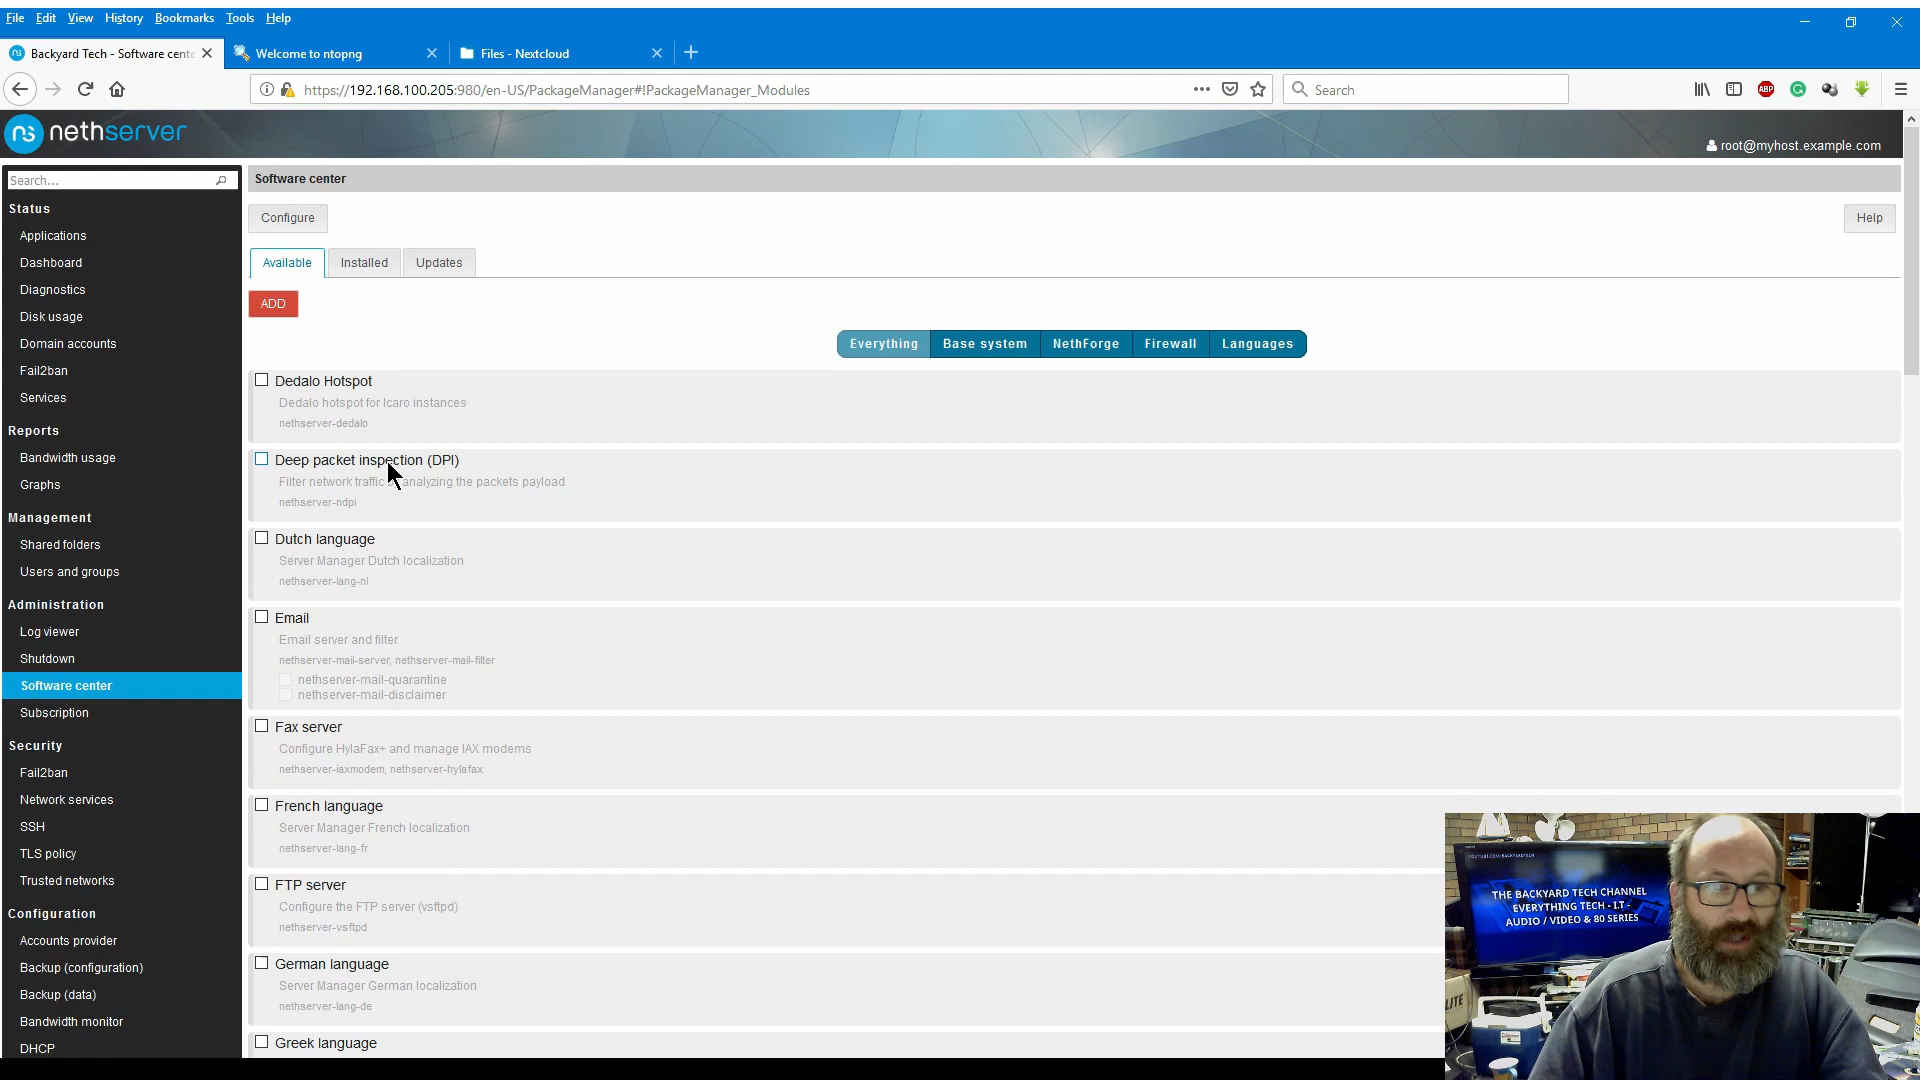 File Edit View History Bookmarks Tools Help
Backyard Tech - Software cente
Welcome to ntopng
Files - Nextcloud
https://192.168.100.205:980/en-US/PackageManager#!PackageManager_Modules
Search
ABP
ns nethserver
root@myhost.example.com
Search...
Status
Applications
Dashboard
Diagnostics
Disk usage
Domain accounts
Fail2ban
Services
Reports
Bandwidth usage
Graphs
Management
Shared folders
Users and groups
Administration
Log viewer
Shutdown
Software center
Subscription
Security
Fail2ban
Network services
SSH
TLS policy
Trusted networks
Configuration
Accounts provider
Backup (configuration)
Backup (data)
Bandwidth monitor
DHCP
Software center
Configure
Help
Available Installed Updates
ADD
Everything Base system NethForge Firewall Languages
Dedalo Hotspot
Dedalo hotspot for Icaro instances
nethserver-dedalo
Deep packet inspection (DPI)
Filter network traffic analyzing the packets payload
nethserver-ndpi
Dutch language
Server Manager Dutch localization
nethserver-lang-nl
Email
Email server and filter
nethserver-mail-server, nethserver-mail-filter
nethserver-mail-quarantine
nethserver-mail-disclaimer
Fax server
Configure HylaFax+ and manage IAX modems
nethserver-iaxmodem, nethserver-hylafax
French language
Server Manager French localization
nethserver-lang-fr
FTP server
Configure the FTP server (vsftpd)
nethserver-vsftpd
German language
Server Manager German localization
nethserver-lang-de
Greek language
YOUTUBE.COM/BACKYARDTECH
THE BACKYARD TECH CHANNEL
EVERYTHING TECH - I.T -
AUDIO / VIDEO & 80 SERIES